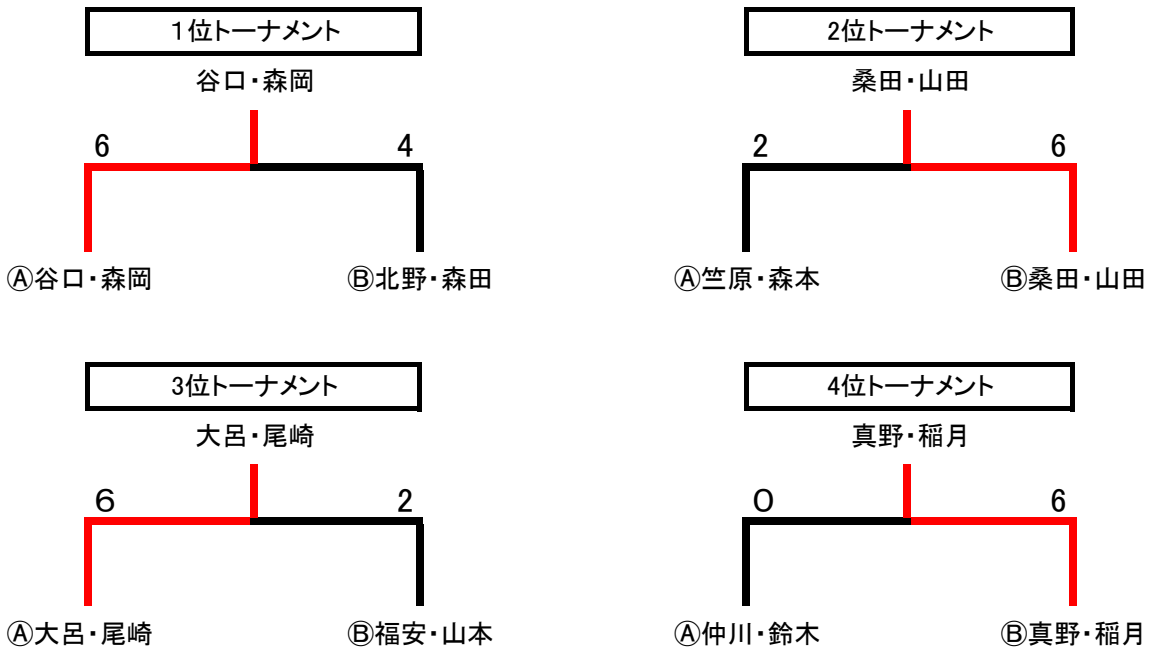 １位トーナメント
谷口・森岡
6 4
Ⓐ谷口・森岡 Ⓑ北野・森田
2位トーナメント
桑田・山田
2 6
Ⓐ竺原・森本 Ⓑ桑田・山田
3位トーナメント
大呂・尾崎
６ 2
Ⓐ大呂・尾崎 Ⓑ福安・山本
4位トーナメント
真野・稲月
０ 6
Ⓐ仲川・鈴木 Ⓑ真野・稲月